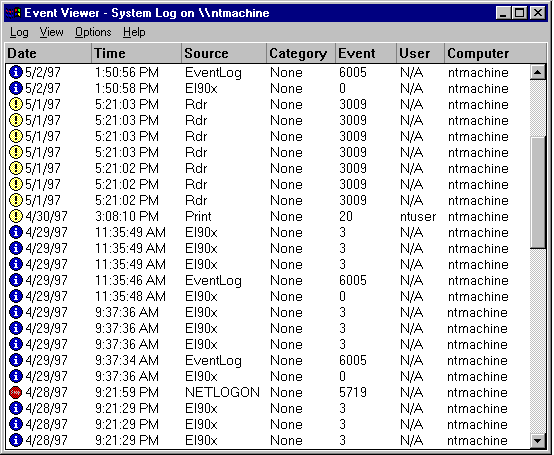 Event Viewer - System Log on \\ntmachine
Log View Options Help
Date Time Source Category Event User Computer
5/2/97 1:50:56 PM EventLog None 6005 N/A ntmachine
5/2/97 1:50:58 PM El90x None 0 N/A ntmachine
5/1/97 5:21:03 PM Rdr None 3009 N/A ntmachine
5/1/97 5:21:03 PM Rdr None 3009 N/A ntmachine
5/1/97 5:21:03 PM Rdr None 3009 N/A ntmachine
5/1/97 5:21:03 PM Rdr None 3009 N/A ntmachine
5/1/97 5:21:02 PM Rdr None 3009 N/A ntmachine
5/1/97 5:21:02 PM Rdr None 3009 N/A ntmachine
5/1/97 5:21:02 PM Rdr None 3009 N/A ntmachine
4/30/97 3:08:10 PM Print None 20 ntuser ntmachine
4/29/97 11:35:49 AM El90x None 3 N/A ntmachine
4/29/97 11:35:49 AM El90x None 3 N/A ntmachine
4/29/97 11:35:49 AM El90x None 3 N/A ntmachine
4/29/97 11:35:46 AM EventLog None 6005 N/A ntmachine
4/29/97 11:35:48 AM El90x None 0 N/A ntmachine
4/29/97 9:37:36 AM El90x None 3 N/A ntmachine
4/29/97 9:37:36 AM El90x None 3 N/A ntmachine
4/29/97 9:37:36 AM El90x None 3 N/A ntmachine
4/29/97 9:37:34 AM EventLog None 6005 N/A ntmachine
4/29/97 9:37:36 AM El90x None 0 N/A ntmachine
4/28/97 9:21:59 PM NETLOGON None 5719 N/A ntmachine
4/28/97 9:21:29 PM El90x None 3 N/A ntmachine
4/28/97 9:21:29 PM El90x None 3 N/A ntmachine
4/28/97 9:21:29 PM El90x None 3 N/A ntmachine